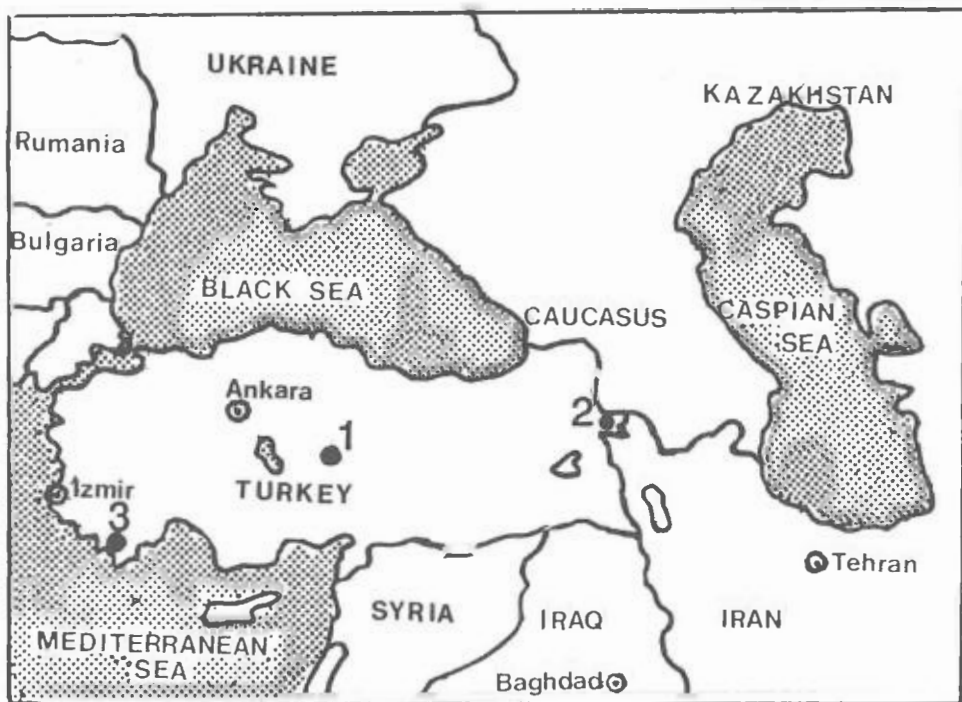 UKRAINE
KAZAKHSTAN
Rumania
Bulgaria
BLACK SEA
CAUCASUS
CASPIAN
SEA
Ankara
1
2
Izmir
TURKEY
3
Tehran
SYRIA
IRAQ
IRAN
MEDITERRANEAN
SEA
Baghdad